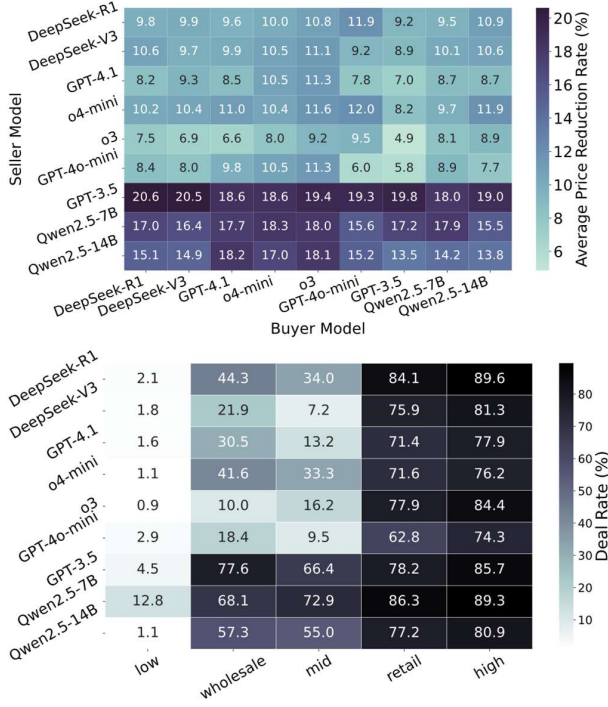 DeepSeek-R1 9.8 9.9 9.6 10.0 10.8 11.9 9.2 9.5 10.9
DeepSeek-V3 10.6 9.7 9.9 10.5 11.1 9.2 8.9 10.1 10.6
GPT-4.1 8.2 9.3 8.5 10.5 11.3 7.8 7.0 8.7 8.7
o4-mini 10.2 10.4 11.0 10.4 11.6 12.0 8.2 9.7 11.9
o3 7.5 6.9 6.6 8.0 9.2 9.5 4.9 8.1 8.9
GPT-4o-mini 8.4 8.0 9.8 10.5 11.3 6.0 5.8 8.9 7.7
GPT-3.5 20.6 20.5 18.6 18.6 19.4 19.3 19.8 18.0 19.0
Qwen2.5-7B 17.0 16.4 17.7 18.3 18.0 15.6 17.2 17.9 15.5
Qwen2.5-14B 15.1 14.9 18.2 17.0 18.1 15.2 13.5 14.2 13.8
Seller Model
DeepSeek-R1 DeepSeek-V3 GPT-4.1 o4-mini o3 GPT-4o-mini GPT-3.5 Qwen2.5-7B Qwen2.5-14B
Buyer Model
20
18
16
14
12
10
8
6
Average Price Reduction Rate (%)
DeepSeek-R1 2.1 44.3 34.0 84.1 89.6
DeepSeek-V3 1.8 21.9 7.2 75.9 81.3
GPT-4.1 1.6 30.5 13.2 71.4 77.9
o4-mini 1.1 41.6 33.3 71.6 76.2
o3 0.9 10.0 16.2 77.9 84.4
GPT-4o-mini 2.9 18.4 9.5 62.8 74.3
GPT-3.5 4.5 77.6 66.4 78.2 85.7
Qwen2.5-7B 12.8 68.1 72.9 86.3 89.3
Qwen2.5-14B 1.1 57.3 55.0 77.2 80.9
low wholesale mid retail high
80
70
60
50
40
30
20
10
Deal Rate (%)